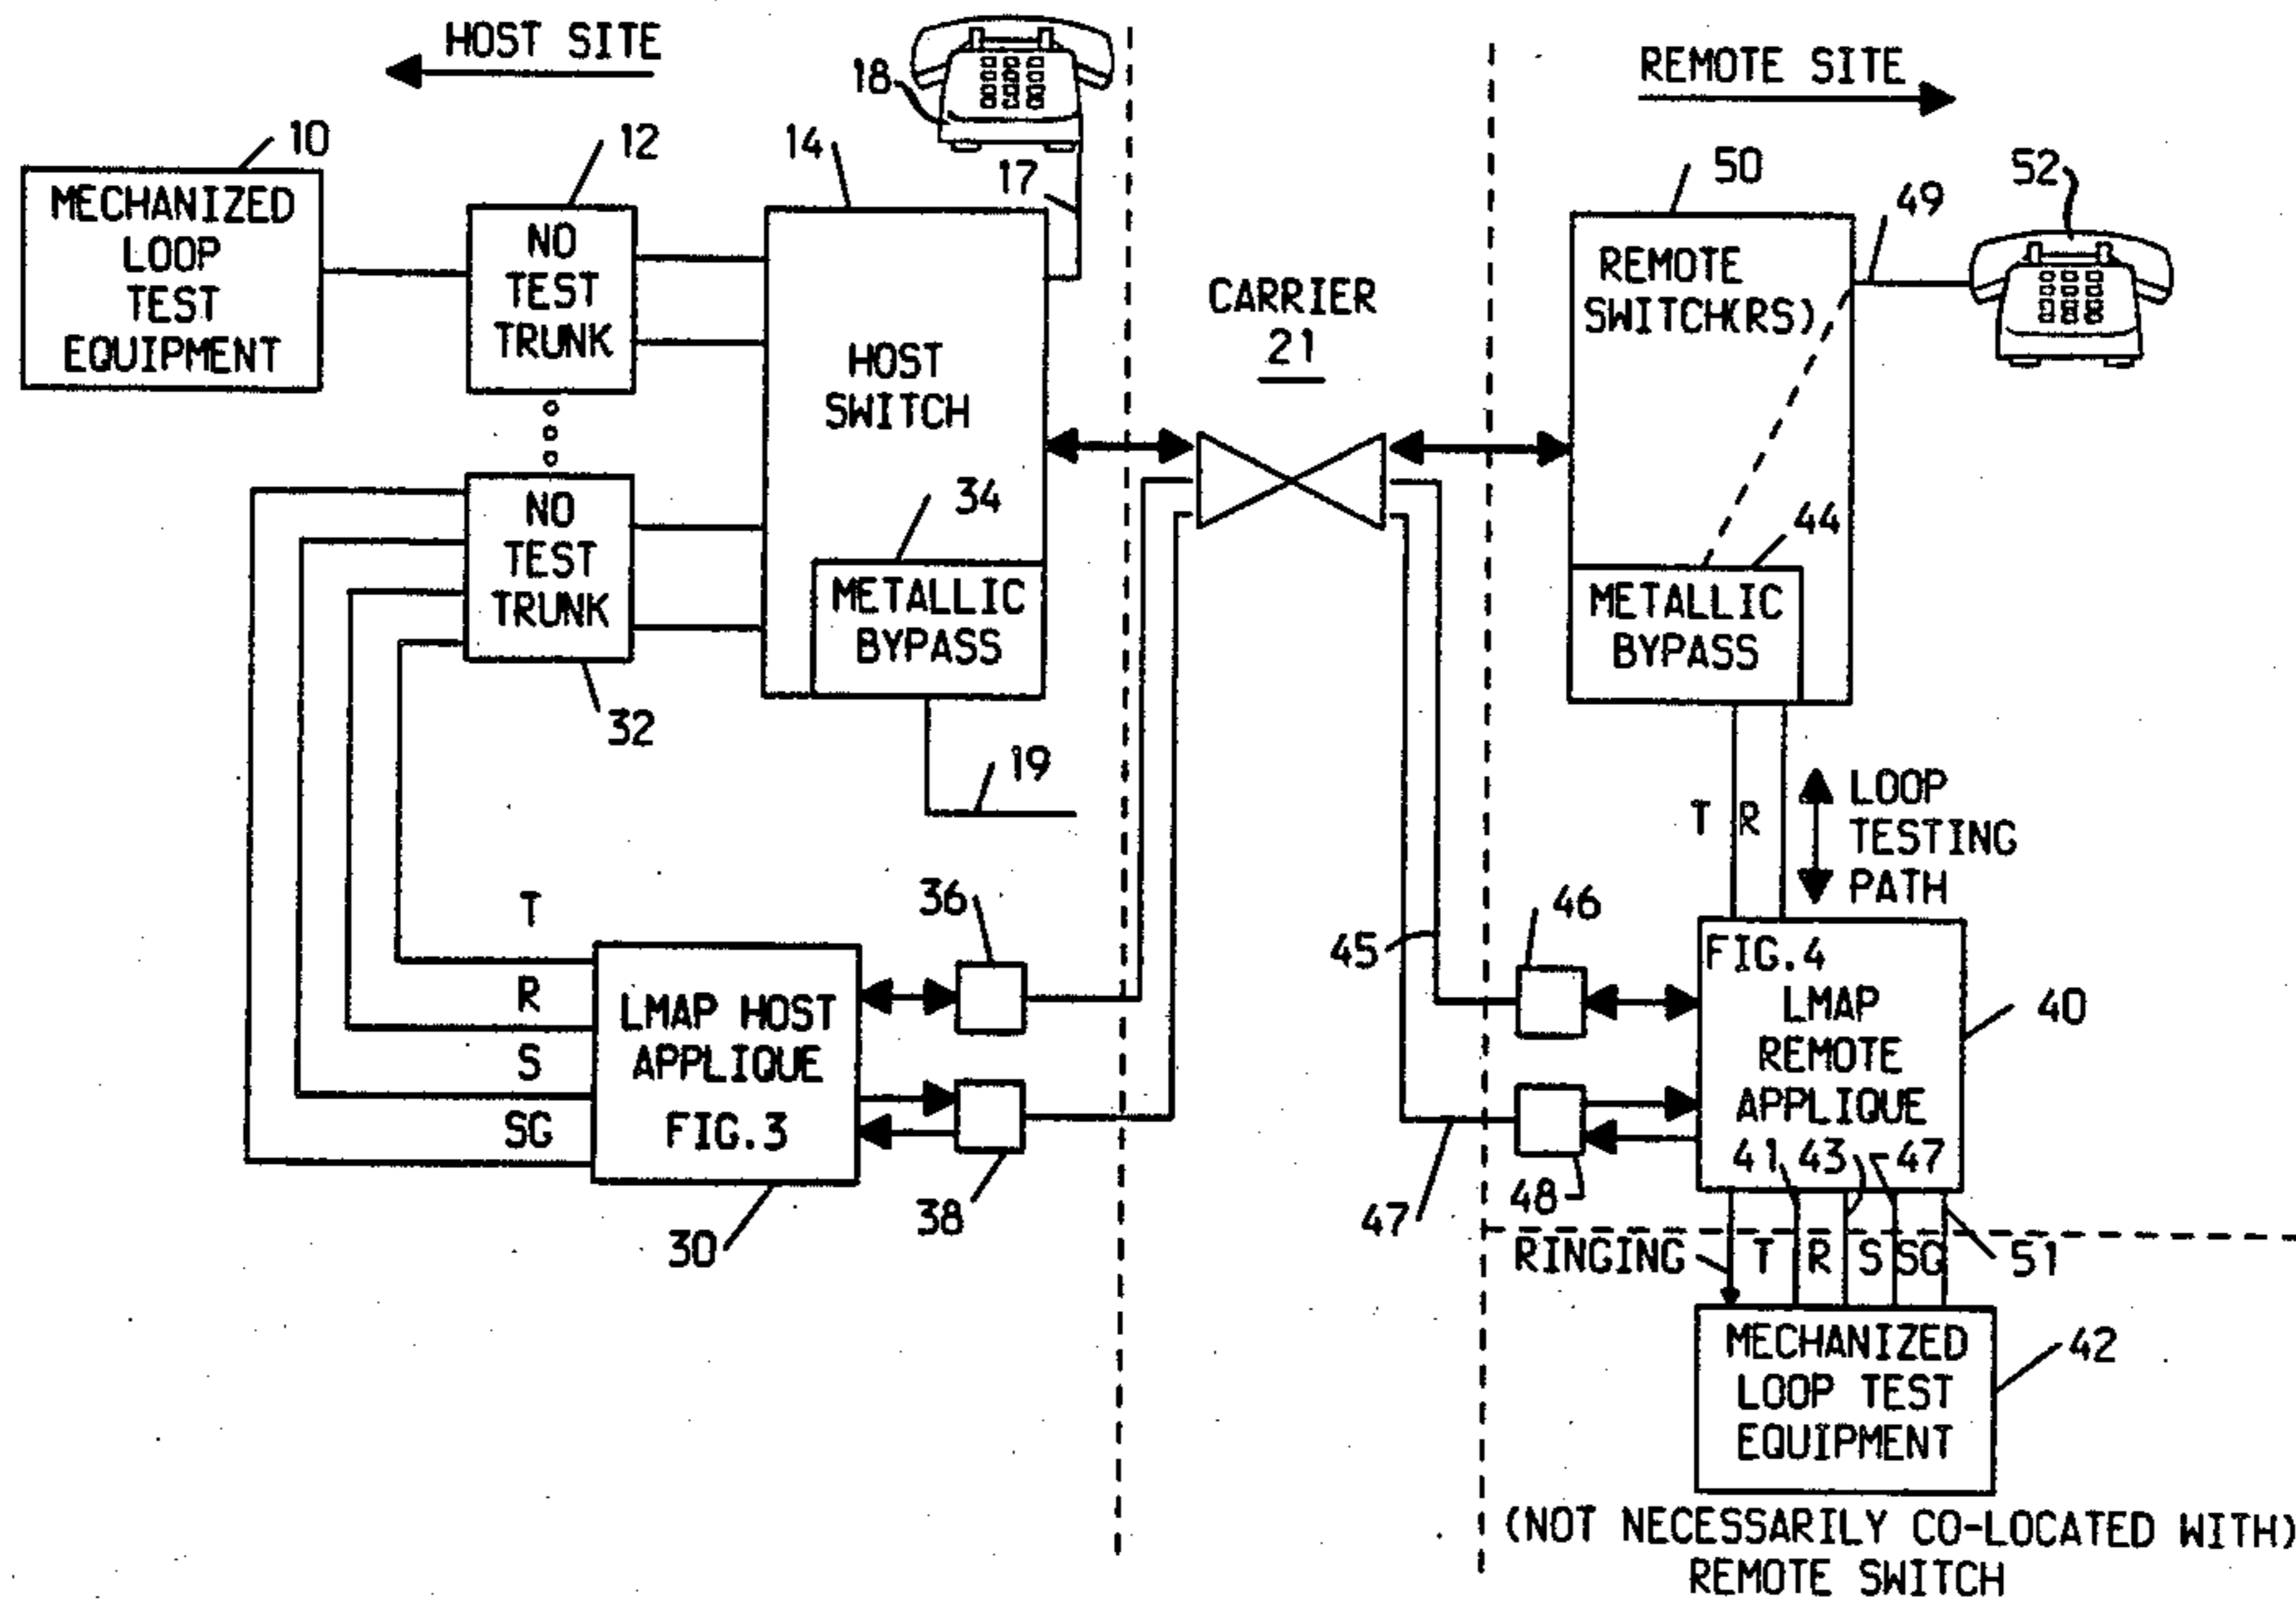 HOST SITE
18
REMOTE SITE
10
12
14
17
50
52
49
MECHANIZED
LOOP
TEST
EQUIPMENT
NO
TEST
TRUNK
HOST
SWITCH
CARRIER
21
REMOTE
SWITCH(RS)
NO
TEST
TRUNK
32
34
METALLIC
BYPASS
19
44
METALLIC
BYPASS
T R
LOOP
TESTING
PATH
T
R
S
SG
LMAP HOST
APPLIQUE
FIG.3
30
36
38
45
47
46
48
FIG.4
LMAP
REMOTE
APPLIQUE
40
41 43 47
RINGING T R S SG 51
MECHANIZED
LOOP TEST
EQUIPMENT
42
(NOT NECESSARILY CO-LOCATED WITH)
REMOTE SWITCH